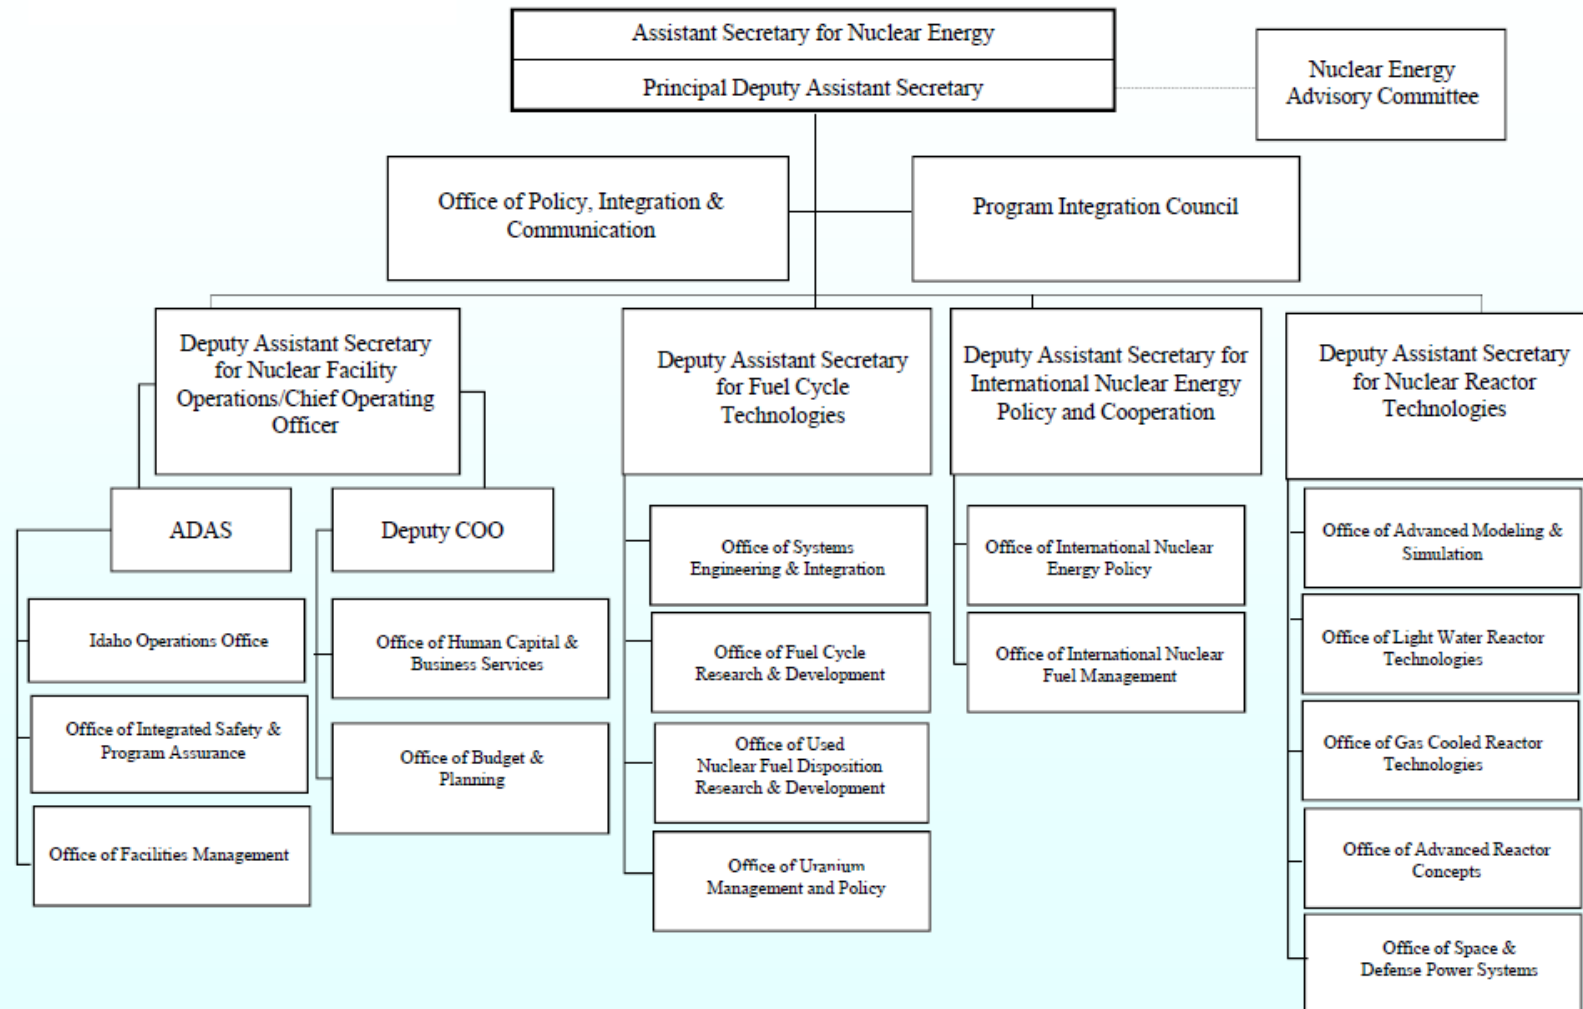 Assistant Secretary for Nuclear Energy
Principal Deputy Assistant Secretary
Nuclear Energy
Advisory Committee
Office of Policy, Integration &
Communication
Program Integration Council
Deputy Assistant Secretary
for Nuclear Facility
Operations/Chief Operating
Officer
Deputy Assistant Secretary
for Fuel Cycle
Technologies
Deputy Assistant Secretary for
International Nuclear Energy
Policy and Cooperation
Deputy Assistant Secretary
for Nuclear Reactor
Technologies
ADAS
Deputy COO
Idaho Operations Office
Office of Integrated Safety &
Program Assurance
Office of Facilities Management
Office of Human Capital &
Business Services
Office of Budget &
Planning
Office of Systems
Engineering & Integration
Office of Fuel Cycle
Research & Development
Office of Used
Nuclear Fuel Disposition
Research & Development
Office of Uranium
Management and Policy
Office of International Nuclear
Energy Policy
Office of International Nuclear
Fuel Management
Office of Advanced Modeling &
Simulation
Office of Light Water Reactor
Technologies
Office of Gas Cooled Reactor
Technologies
Office of Advanced Reactor
Concepts
Office of Space &
Defense Power Systems